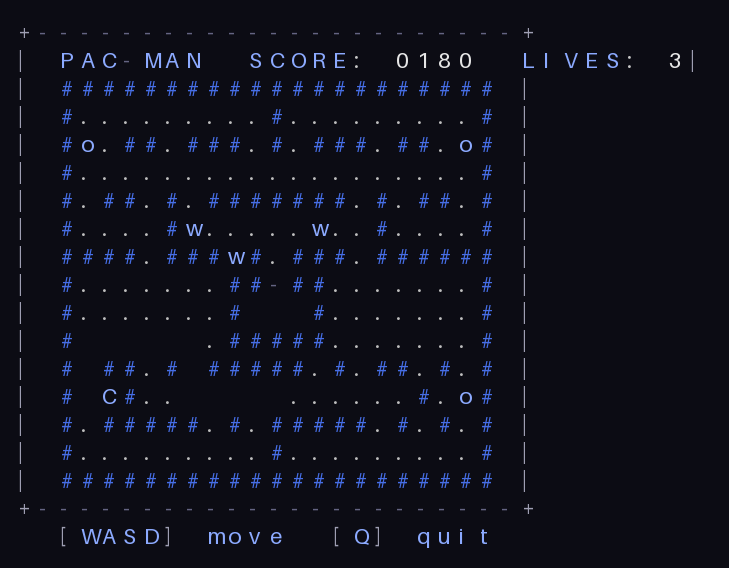 +-----------------------+
| PAC-MAN  SCORE: 0180  LIVES: 3|
| ##################### |
| #.........#.........# |
| #o.##.###.#.###.##.o# |
| #...................# |
| #.##.#.#######.#.##.# |
| #....#w.....w..#....# |
| ####.###w#.###.###### |
| #.......##-##.......# |
| #.......#   #.......# |
| #      .#####.......# |
| # ##.# #####.#.##.#.# |
| # C#..     ......#.o# |
| #.#####.#.#####.#.#.# |
| #.........#.........# |
| ##################### |
+-----------------------+
[WASD] move  [Q] quit